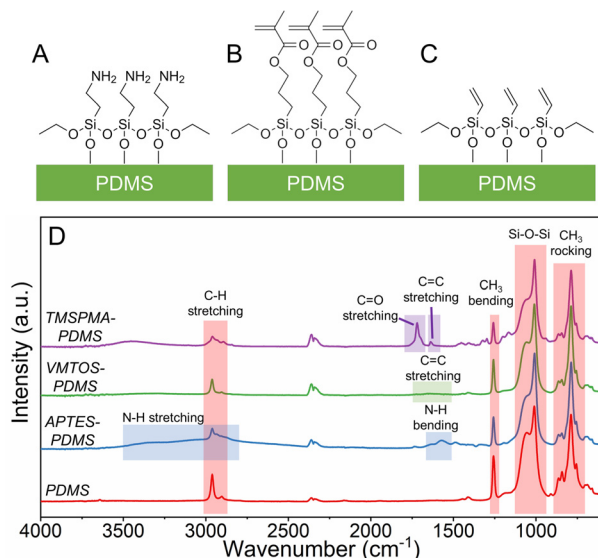 A
NH₂ NH₂ NH₂
Si Si Si
O O O O
O O O
PDMS
B
O O O
O O O
Si Si Si
O O O O
O O O
PDMS
C
Si Si Si
O O O O
O O O
PDMS
D
Si-O-Si
CH₃
rocking
C-H
stretching
C=O
stretching
C=C
stretching
CH₃
bending
TMSPMA-
PDMS
C=C
stretching
VMTOS-
PDMS
N-H stretching
N-H
bending
APTES-
PDMS
PDMS
Intensity (a.u.)
4000 3500 3000 2500 2000 1500 1000
Wavenumber (cm⁻¹)